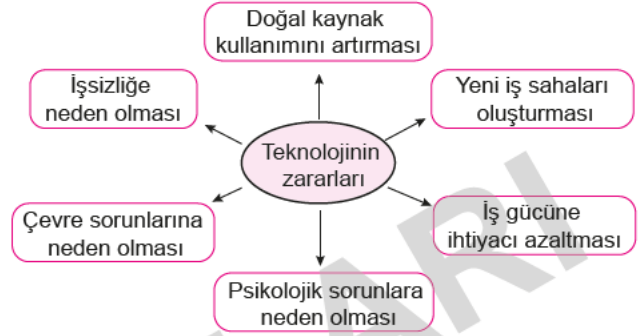 Doğal kaynak
kullanımını artırması
İşsizliğe
neden olması
Yeni iş sahaları
oluşturması
Teknolojinin
zararları
Çevre sorunlarına
neden olması
İş gücüne
ihtiyacı azaltması
Psikolojik sorunlara
neden olması